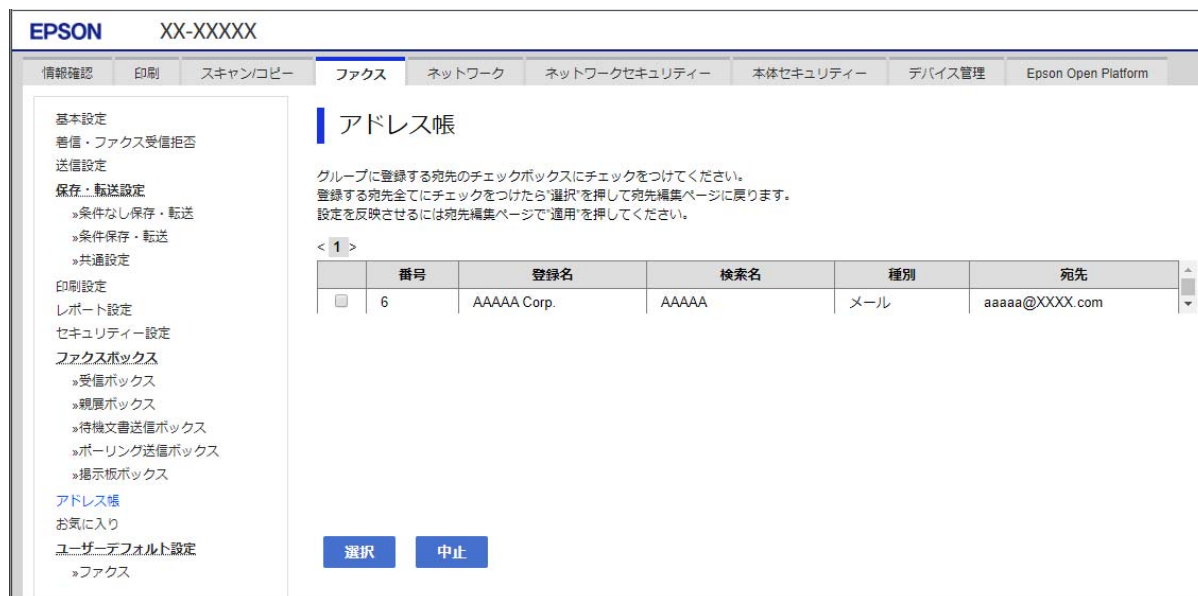 EPSON XX-XXXXX
情報確認 印刷 スキャン/コピー ファクス ネットワーク ネットワークセキュリティー 本体セキュリティー デバイス管理 Epson Open Platform
基本設定
着信・ファクス受信拒否
送信設定
保存・転送設定
»条件なし保存・転送
»条件保存・転送
»共通設定
印刷設定
レポート設定
セキュリティー設定
ファクスボックス
»受信ボックス
»親展ボックス
»待機文書送信ボックス
»ポーリング送信ボックス
»掲示板ボックス
アドレス帳
お気に入り
ユーザーデフォルト設定
»ファクス
アドレス帳
グループに登録する宛先のチェックボックスにチェックをつけてください。
登録する宛先全てにチェックをつけたら"選択"を押して宛先編集ページに戻ります。
設定を反映させるには宛先編集ページで"適用"を押してください。
< 1 >
番号 登録名 検索名 種別 宛先
6 AAAAA Corp. AAAAA メール aaaaa@XXXX.com
選択 中止